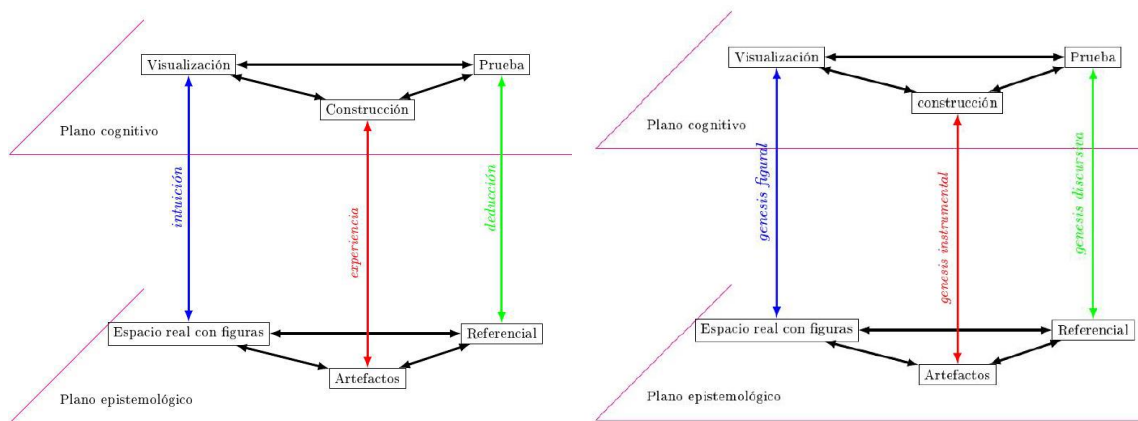 Visualización
Prueba
Construcción
Plano cognitivo
intuición
experiencia
deducción
Espacio real con figuras
Referencial
Artefactos
Plano epistemológico
Visualización
Prueba
construcción
Plano cognitivo
genesis figural
genesis instrumental
genesis discursiva
Espacio real con figuras
Referencial
Artefactos
Plano epistemológico